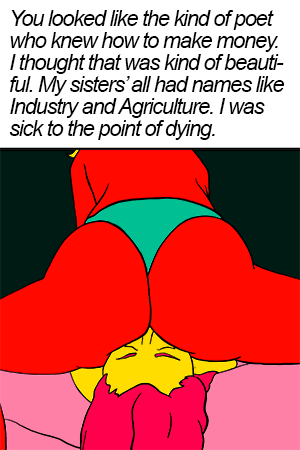 You looked like the kind of poet
who knew how to make money.
I thought that was kind of beauti-
ful. My sisters' all had names like
Industry and Agriculture. I was
sick to the point of dying.